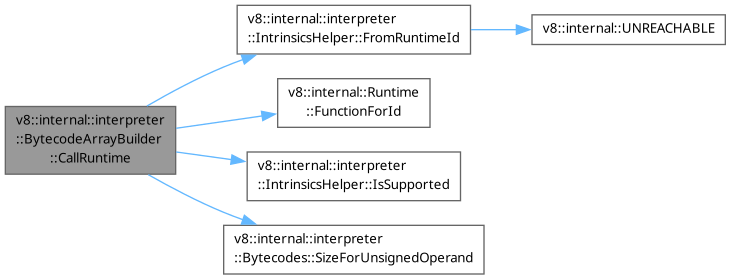 v8::internal::interpreter
::BytecodeArrayBuilder
::CallRuntime
v8::internal::interpreter
::IntrinsicsHelper::FromRuntimeId
v8::internal::UNREACHABLE
v8::internal::Runtime
::FunctionForId
v8::internal::interpreter
::IntrinsicsHelper::IsSupported
v8::internal::interpreter
::Bytecodes::SizeForUnsignedOperand